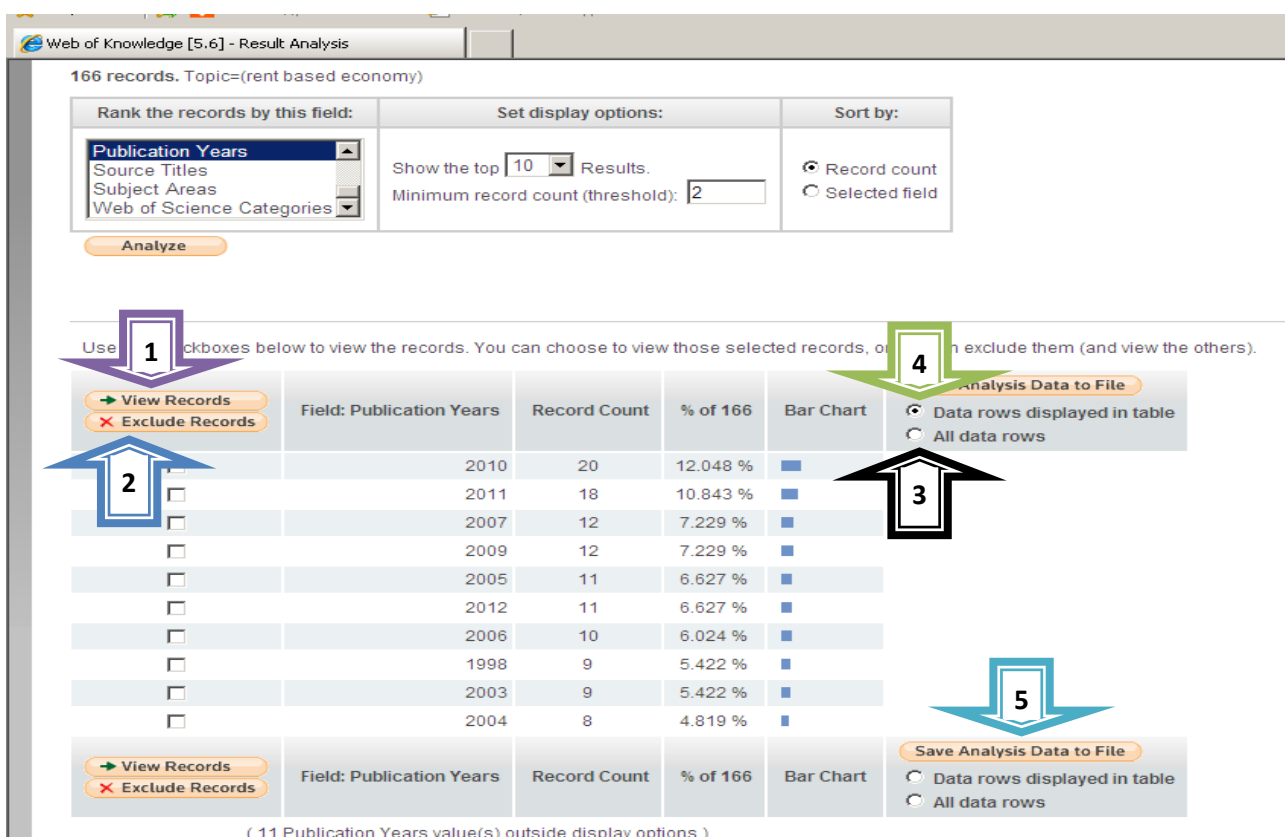 Web of Knowledge [5.6] - Result Analysis
166 records. Topic=(rent based economy)
Rank the records by this field: Set display options: Sort by:
Publication Years
Source Titles
Subject Areas
Web of Science Categories
Show the top 10 Results.
Minimum record count (threshold): 2
Record count
Selected field
Analyze
Use ckboxes below to view the records. You can choose to view those selected records, o n exclude them (and view the others).
1
4
View Records
Exclude Records
Field: Publication Years Record Count % of 166 Bar Chart
Analysis Data to File
Data rows displayed in table
All data rows
2
3
2010 20 12.048 %
2011 18 10.843 %
2007 12 7.229 %
2009 12 7.229 %
2005 11 6.627 %
2012 11 6.627 %
2006 10 6.024 %
1998 9 5.422 %
2003 9 5.422 %
2004 8 4.819 %
5
View Records
Exclude Records
Field: Publication Years Record Count % of 166 Bar Chart
Save Analysis Data to File
Data rows displayed in table
All data rows
( 11 Publication Years value(s) outside display options )